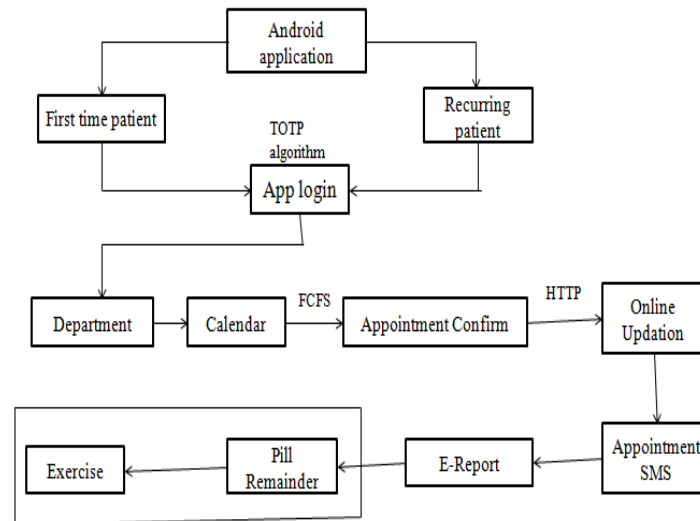 Android
application
First time patient
Recurring
patient
TOTP
algorithm
App login
Department
Calendar
FCFS
Appointment Confirm
HTTP
Online
Updation
Exercise
Pill
Remainder
E-Report
Appointment
SMS